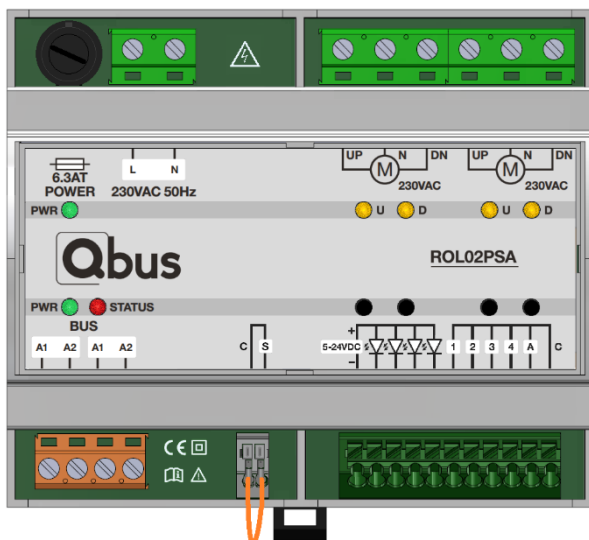 UP N DN UP N DN
L N M M
6.3AT
POWER 230VAC 50Hz 230VAC 230VAC
PWR U D U D
Qbus ROL02PSA
PWR STATUS
BUS
A1 A2 A1 A2 C S 5-24VDC + - 1 2 3 4 A C
CE